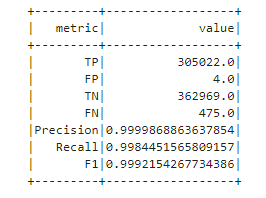 +---------+------------------+
|   metric|             value|
+---------+------------------+
|       TP|          305022.0|
|       FP|               4.0|
|       TN|          362969.0|
|       FN|             475.0|
|Precision|0.9999868863637854|
|   Recall|0.9984451565809157|
|       F1|0.9992154267734386|
+---------+------------------+